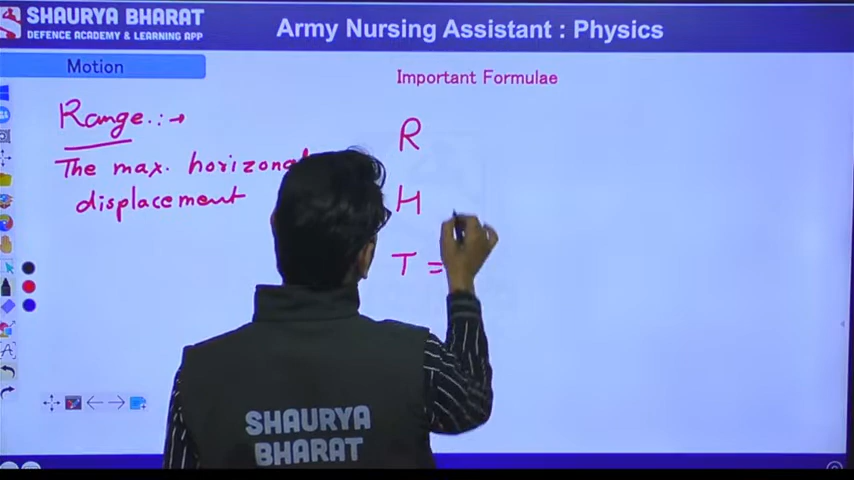 SHAURYA BHARAT
DEFENCE ACADEMY & LEARNING APP
Army Nursing Assistant : Physics
Motion
Important Formulae
Range.:→
The max. horizona
displacement
R
H
T =
SHAURYA
BHARAT